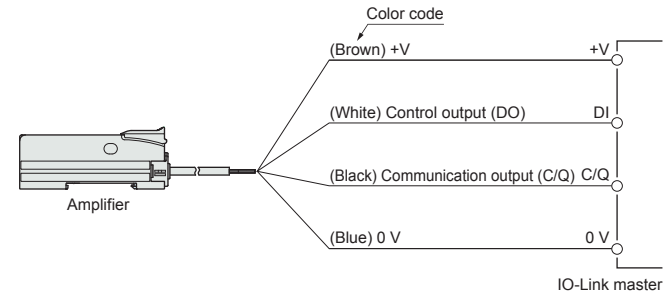 Color code
(Brown) +V +V
(White) Control output (DO) DI
(Black) Communication output (C/Q) C/Q
(Blue) 0 V 0 V
Amplifier
IO-Link master